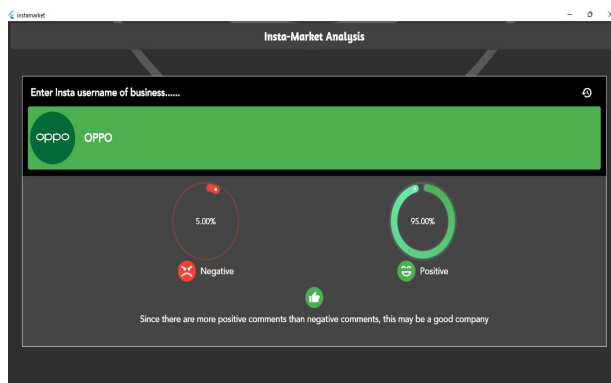 instamarket
Insta-Market Analysis
Enter Insta username of business......
oppo OPPO
5.00% 95.00%
Negative Positive
Since there are more positive comments than negative comments, this may be a good company